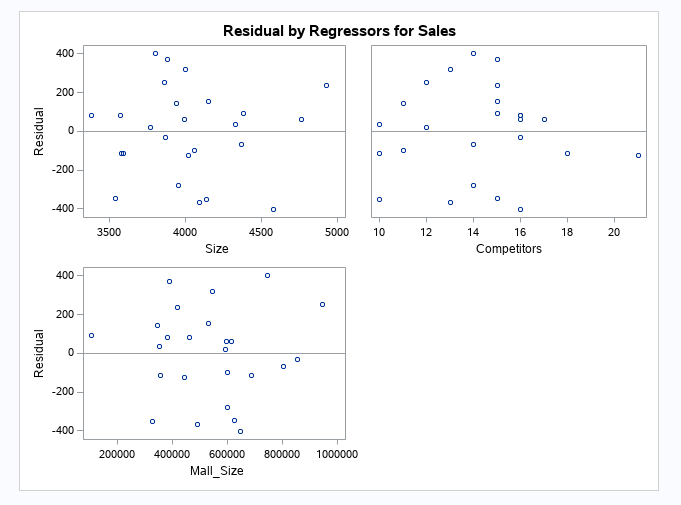 Residual by Regressors for Sales
400
200
0
-200
-400
Residual
3500 4000 4500 5000
Size
10 12 14 16 18 20
Competitors
400
200
0
-200
-400
Residual
200000 400000 600000 800000 1000000
Mall_Size